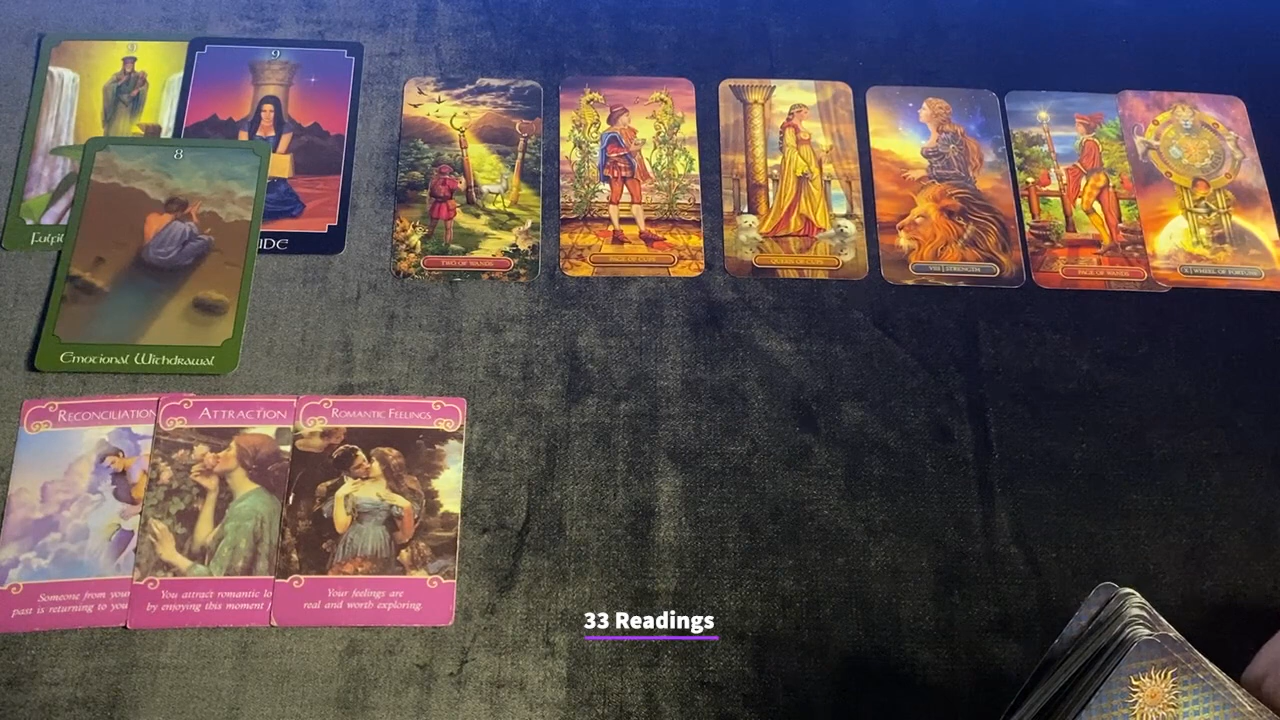 9
9
8
Emotional Withdrawal
TWO OF WANDS
PAGE OF CUPS
QUEEN OF CUPS
VIII | STRENGTH
PAGE OF WANDS
X | WHEEL OF FORTUNE
RECONCILIATION
ATTRACTION
ROMANTIC FEELINGS
Someone from your
past is returning to you
You attract romantic lo
by enjoying this moment
Your feelings are
real and worth exploring.
33 Readings